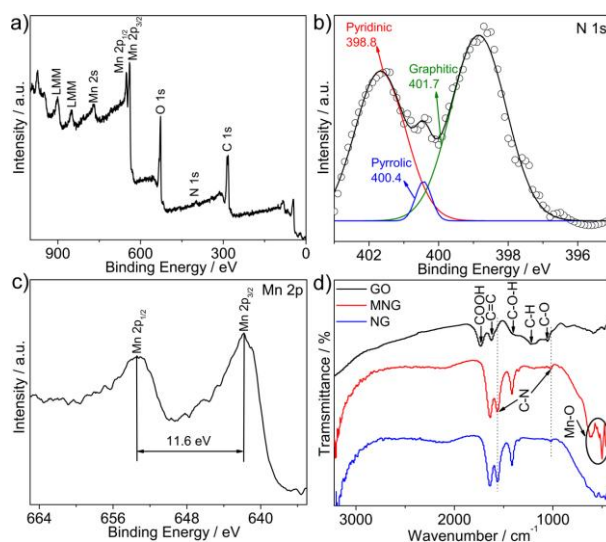 a)
LMM
LMM
Mn 2s
Mn 2p1/2
Mn 2p3/2
O 1s
N 1s
C 1s
Intensity / a.u.
900 600 300 0
Binding Energy / eV
b)
N 1s
Pyridinic
398.8
Graphitic
401.7
Pyrrolic
400.4
Intensity / a.u.
402 400 398 396
Binding Energy / eV
c)
Mn 2p
Mn 2p1/2
Mn 2p3/2
11.6 eV
Intensity / a.u.
664 656 648 640
Binding Energy / eV
d)
GO
MNG
NG
COOH
C=C
C-O-H
C-H
C-O
C-N
Mn-O
Transmittance / %
3000 2000 1000
Wavenumber / cm-1